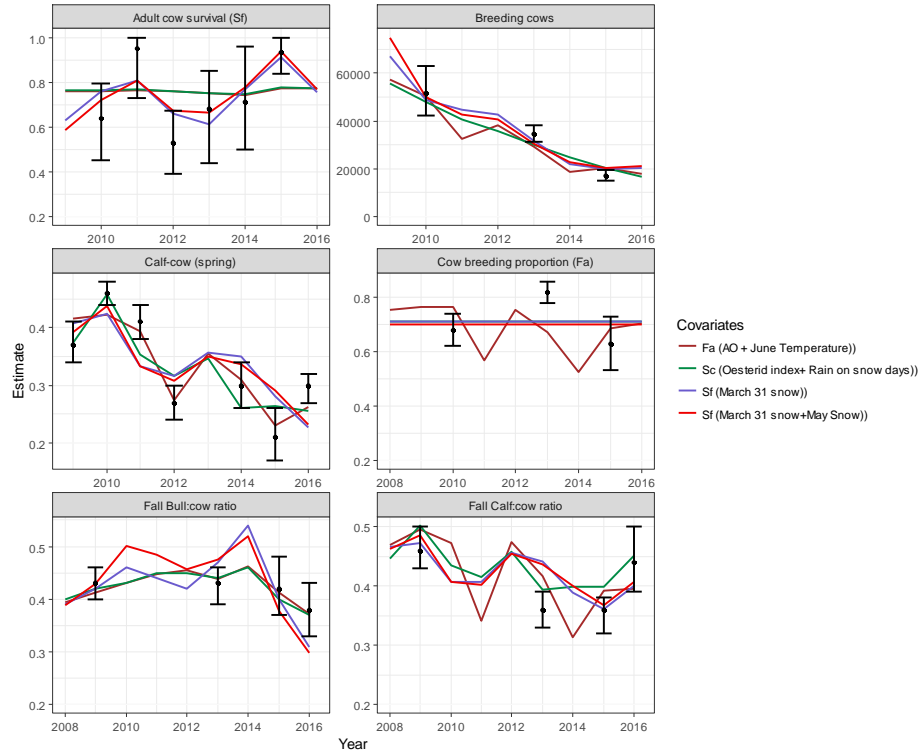 Adult cow survival (Sf)
Breeding cows
1.0
0.8
0.6
0.4
0.2
60000
40000
20000
0
2010 2012 2014 2016
2010 2012 2014 2016
Calf-cow (spring)
Cow breeding proportion (Fa)
0.4
0.3
0.2
0.8
0.6
0.4
0.2
2010 2012 2014 2016
2008 2010 2012 2014 2016
Fall Bull:cow ratio
Fall Calf:cow ratio
0.5
0.4
0.3
0.2
0.5
0.4
0.3
0.2
2008 2010 2012 2014 2016
2008 2010 2012 2014 2016
Estimate
Year
Covariates
Fa (AO + June Temperature))
Sc (Oesterid index+ Rain on snow days))
Sf (March 31 snow))
Sf (March 31 snow+May Snow))